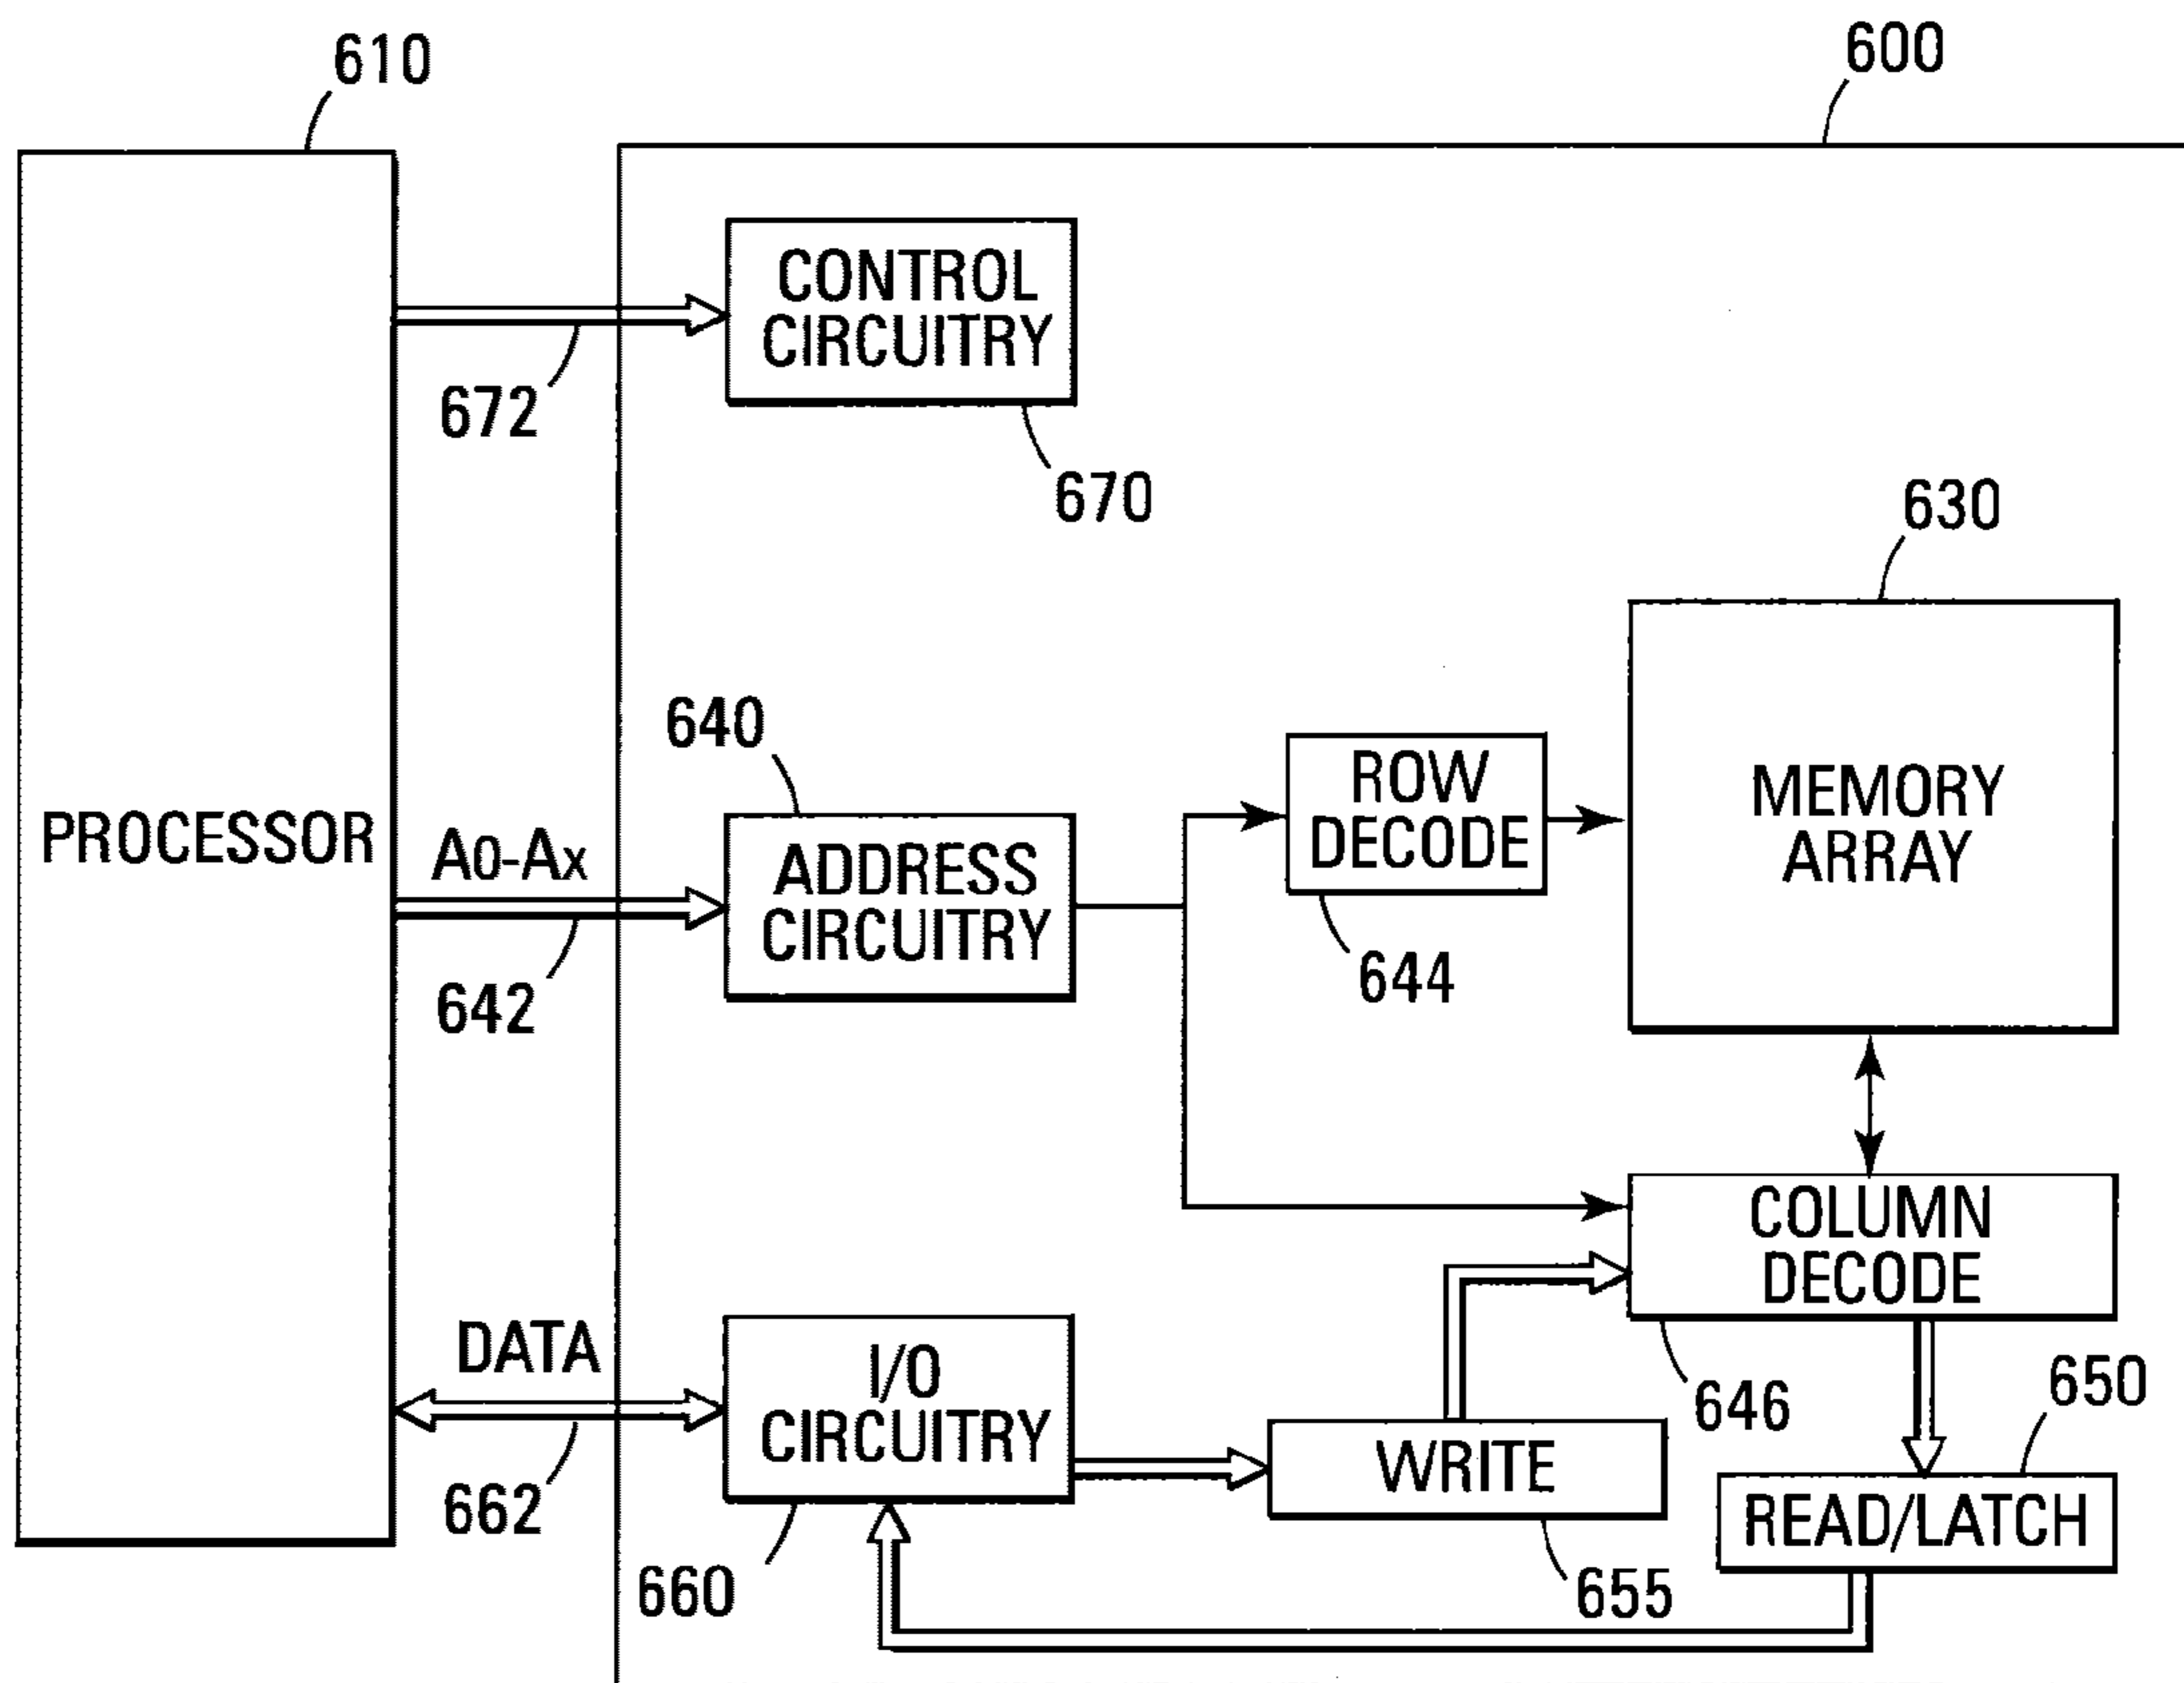 610
600
CONTROL
CIRCUITRY
672
670
630
640
ROW
DECODE
MEMORY
ARRAY
PROCESSOR
A0-Ax
ADDRESS
CIRCUITRY
644
642
COLUMN
DECODE
DATA
I/O
CIRCUITRY
646
650
WRITE
READ/LATCH
662
660
655